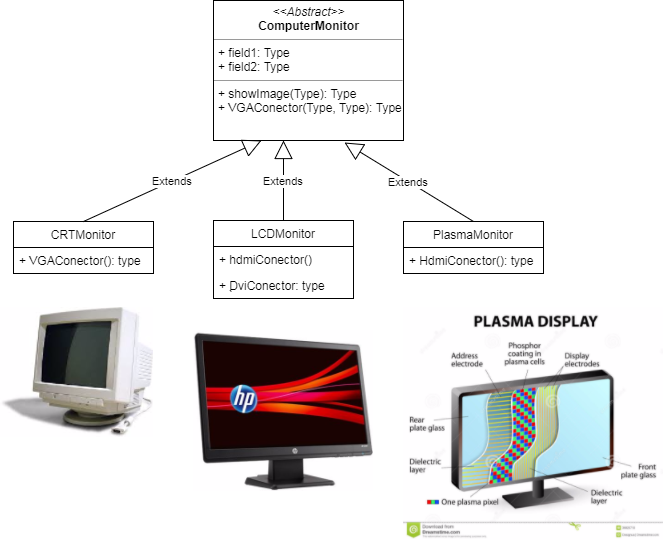 <<Abstract>>
ComputerMonitor
+ field1: Type
+ field2: Type
+ showImage(Type): Type
+ VGAConector(Type, Type): Type
Extends
Extends
Extends
CRTMonitor
+ VGAConector(): type
LCDMonitor
+ hdmiConector()
+ DviConector: type
PlasmaMonitor
+ HdmiConector(): type
hp
PLASMA DISPLAY
Address
electrode
Phosphor
coating in
plasma cells
Display
electrodes
Rear
plate glass
Dielectric
layer
Front
plate glass
Dielectric
layer
One plasma pixel
Download from
Dreamstime.com